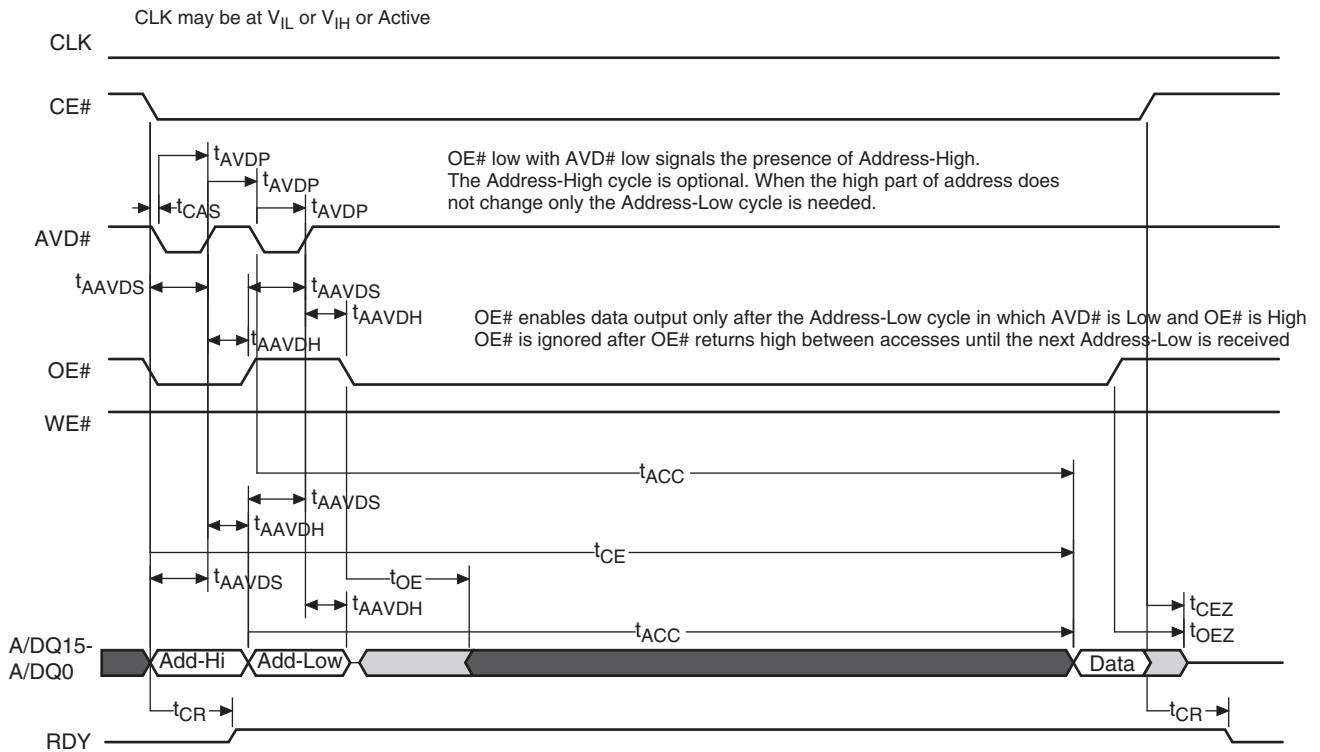 CLK may be at VIL or VIH or Active
CLK
CE#
tAVDP
OE# low with AVD# low signals the presence of Address-High.
tAVDP
The Address-High cycle is optional. When the high part of address does
tCAS
tAVDP
not change only the Address-Low cycle is needed.
AVD#
tAAVDS
tAAVDS
tAAVDH
OE# enables data output only after the Address-Low cycle in which AVD# is Low and OE# is High
tAAVDH
OE# is ignored after OE# returns high between accesses until the next Address-Low is received
OE#
WE#
tACC
tAAVDS
tAAVDH
tCE
tAAVDS
tOE
tAAVDH
tCEZ
tACC
tOEZ
A/DQ15-
A/DQ0
Add-Hi
Add-Low
Data
tCR
tCR
RDY